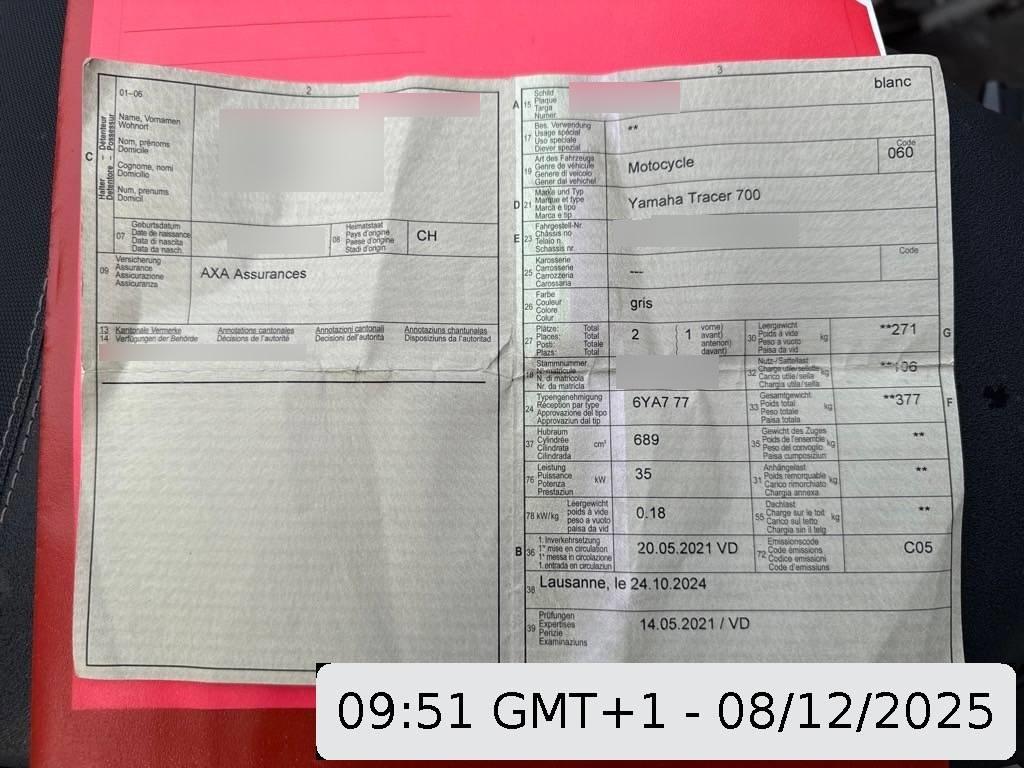 2
01–06
C
Halter – Détenteur
Detentore – Possessur
Name, Vornamen
Wohnort
Nom, prénoms
Domicile
Cognome, nomi
Domicilio
Num, prenums
Domicil
07
Geburtsdatum
Date de naissance
Data di nascita
Data da nasch.
08
Heimatstaat
Pays d'origine
Paese d'origine
Stadi d'origin
CH
09
Versicherung
Assurance
Assicurazione
Assicuranza
AXA Assurances
13 Kantonale Vermerke Annotations cantonales Annotazioni cantonali Annotaziuns chantunalas
14 Verfügungen der Behörde Décisions de l'autorité Decisioni dell'autorità Disposiziuns da l'autoritad
3
A 15
Schild
Plaque
Targa
Numer
blanc
17
Bes. Verwendung
Usage spécial
Uso speciale
Diever spezial
**
19
Art des Fahrzeugs
Genre de véhicule
Genere di veicolo
Gener dal vehichel
Motocycle
Code
060
D 21
Marke und Typ
Marque et type
Marca e tipo
Marca e tip
Yamaha Tracer 700
E 23
Fahrgestell-Nr.
Châssis no
Telaio n.
Schassis nr.
25
Karosserie
Carrosserie
Carrozzeria
Carossaria
---
Code
26
Farbe
Couleur
Colore
Colur
gris
27
Plätze: Total
Places: Total
Posti: Totale
Plazs: Total
2
1
vorne)
avant)
anteriori)
davant)
30
Leergewicht
Poids à vide
Peso a vuoto
Paisa da vid
kg
**271
G
18
Stammnummer
N° matricule
N. di matricola
Nr. da matricla
32
Nutz-/Sattellast
Charge utile/sellette
Carico utile/sella
Chargia utila/sella
kg
24
Typengenehmigung
Réception par type
Approvazione del tipo
Approvaziun dal tip
6YA7 77
33
Gesamtgewicht
Poids total
Peso totale
Paisa totala
kg
**377
F
37
Hubraum
Cylindrée
Cilindrata
Cilindrada
cm³
689
35
Gewicht des Zuges
Poids de l'ensemble
Peso del convoglio
Paisa cumposiziun
kg
**
76
Leistung
Puissance
Potenza
Prestaziun
kW
35
31
Anhängelast
Poids remorquable
Carico rimorchiato
Chargia annexa
kg
**
78 kW/kg
Leergewicht
poids à vide
peso a vuoto
paisa da vid
0.18
55
Dachlast
Charge sur le toit
Carico sul tetto
Chargia sin il tetg
kg
**
B 36
1. Inverkehrsetzung
1re mise en circulation
1a messa in circolazione
1. entrada en circulaziun
20.05.2021 VD
72
Emissionscode
Code émissions
Codice emissioni
Code d'emissiuns
C05
38
Lausanne, le 24.10.2024
39
Prüfungen
Expertises
Perizie
Examinaziuns
14.05.2021 / VD
09:51 GMT+1 - 08/12/2025